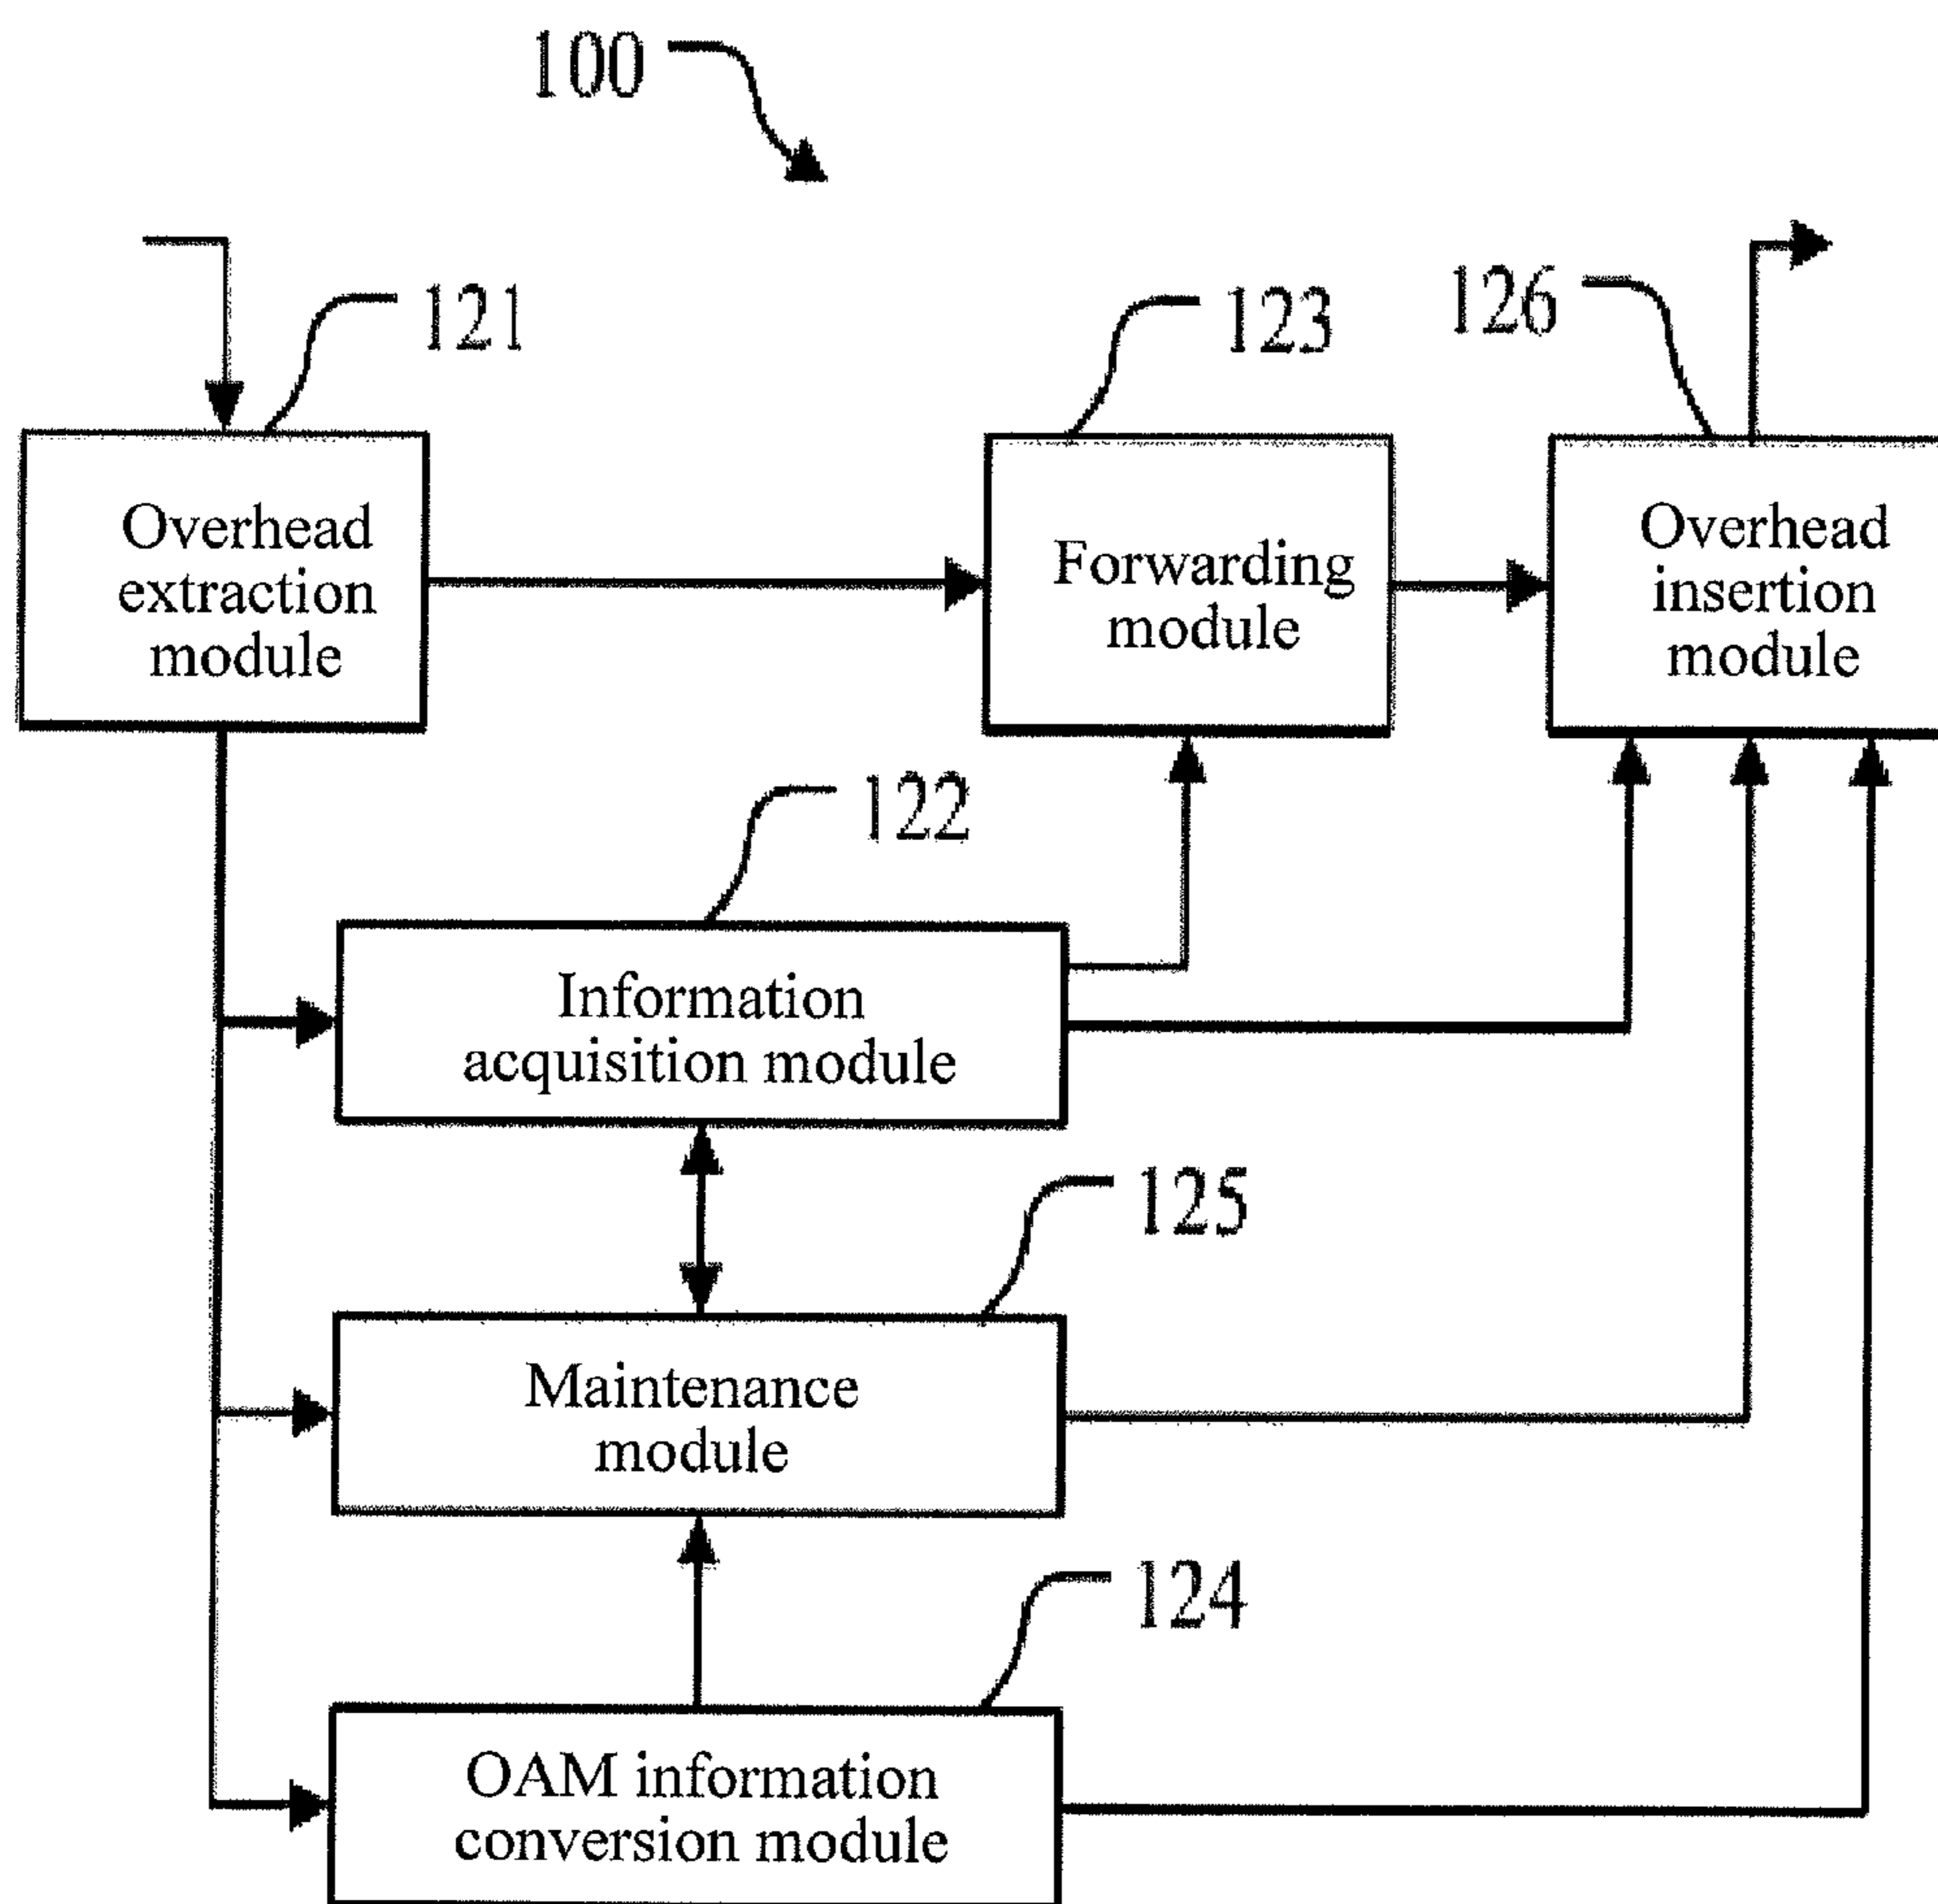 100
121
123
126
Overhead
extraction
module
Forwarding
module
Overhead
insertion
module
122
Information
acquisition module
125
Maintenance
module
124
OAM information
conversion module